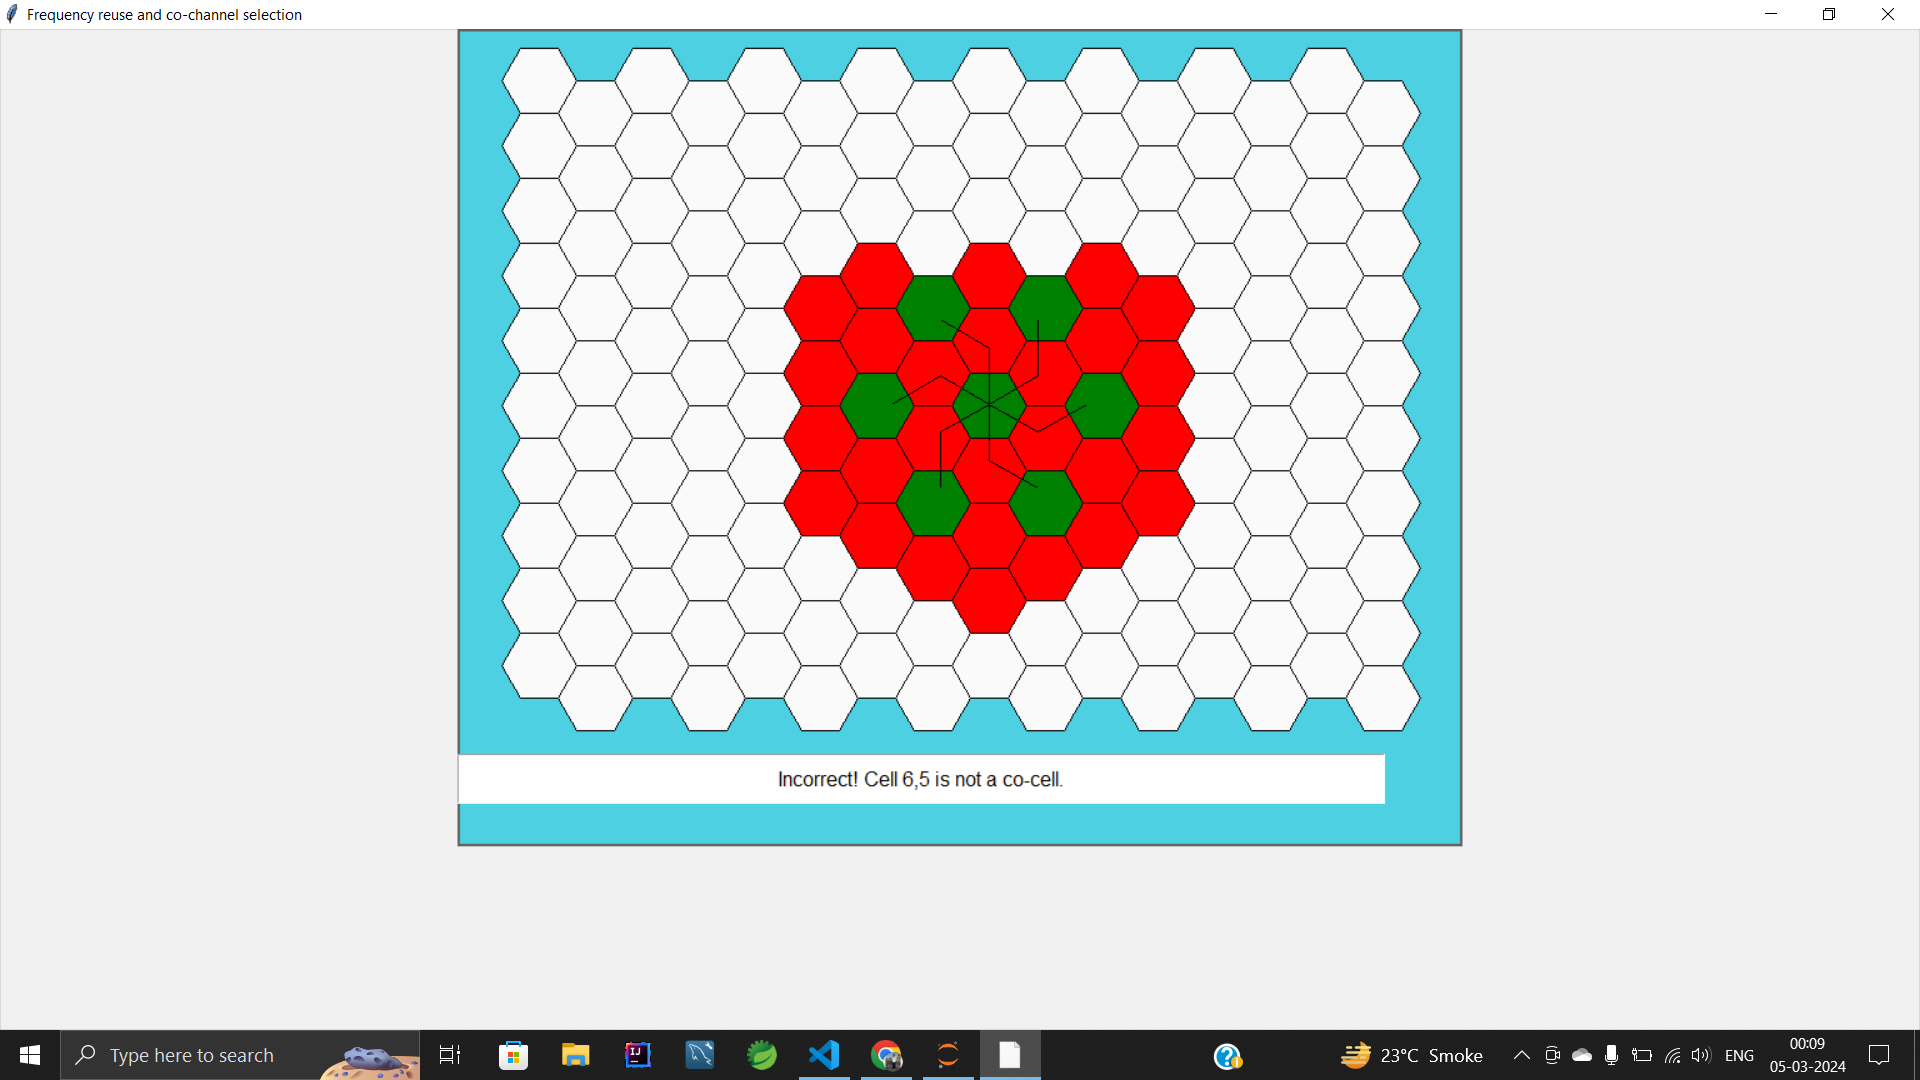 Frequency reuse and co-channel selection
Incorrect! Cell 6,5 is not a co-cell.
Type here to search
23°C Smoke
ENG
00:09
05-03-2024